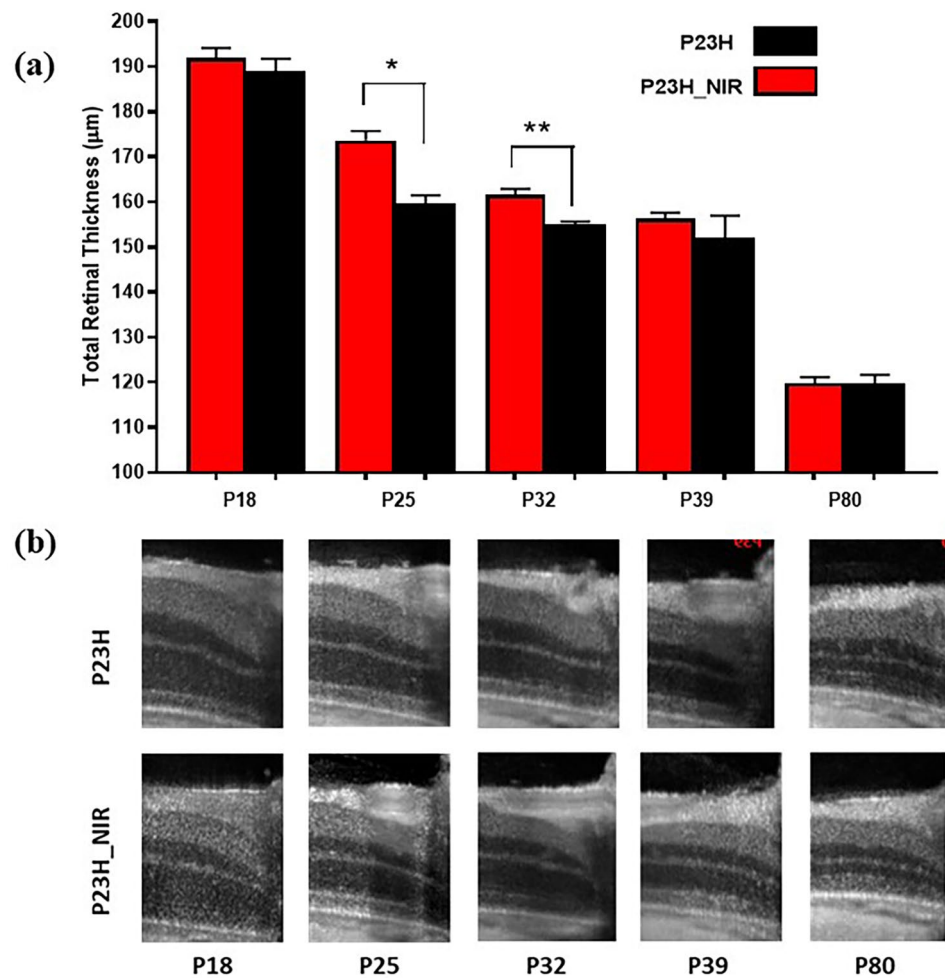 (a)
P23H
P23H_NIR
Total Retinal Thickness (μm)
200
190
180
170
160
150
140
130
120
110
100
*
**
P18 P25 P32 P39 P80
(b)
P23H
P23H_NIR
P18 P25 P32 P39 P80